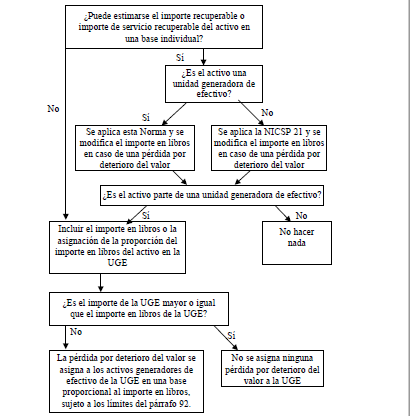 ¿Puede estimarse el importe recuperable o
importe de servicio recuperable del activo en
una base individual?
Sí
¿Es el activo una
unidad generadora de
efectivo?
No
Sí
No
Se aplica esta Norma y se
modifica el importe en libros
en caso de una pérdida por
deterioro del valor
Se aplica la NICSP 21 y se
modifica el importe en libros
en caso de una pérdida por
deterioro del valor
¿Es el activo parte de una unidad generadora de efectivo?
Sí
No
Incluir el importe en libros o la
asignación de la proporción del
importe en libros del activo en la
UGE
No hacer
nada
¿Es el importe de la UGE mayor o igual
que el importe en libros de la UGE?
No
Sí
La pérdida por deterioro del valor se
asigna a los activos generadores de
efectivo de la UGE en una base
proporcional al importe en libros,
sujeto a los límites del párrafo 92.
No se asigna ninguna
pérdida por deterioro del
valor a la UGE